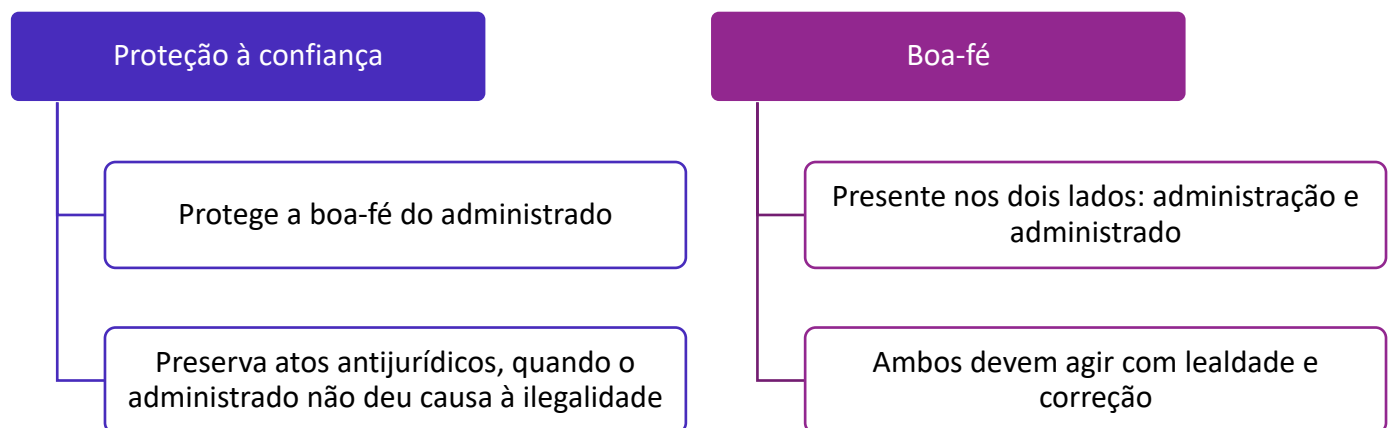 Proteção à confiança
Protege a boa-fé do administrado
Preserva atos antijurídicos, quando o
administrado não deu causa à ilegalidade
Boa-fé
Presente nos dois lados: administração e
administrado
Ambos devem agir com lealdade e
correção